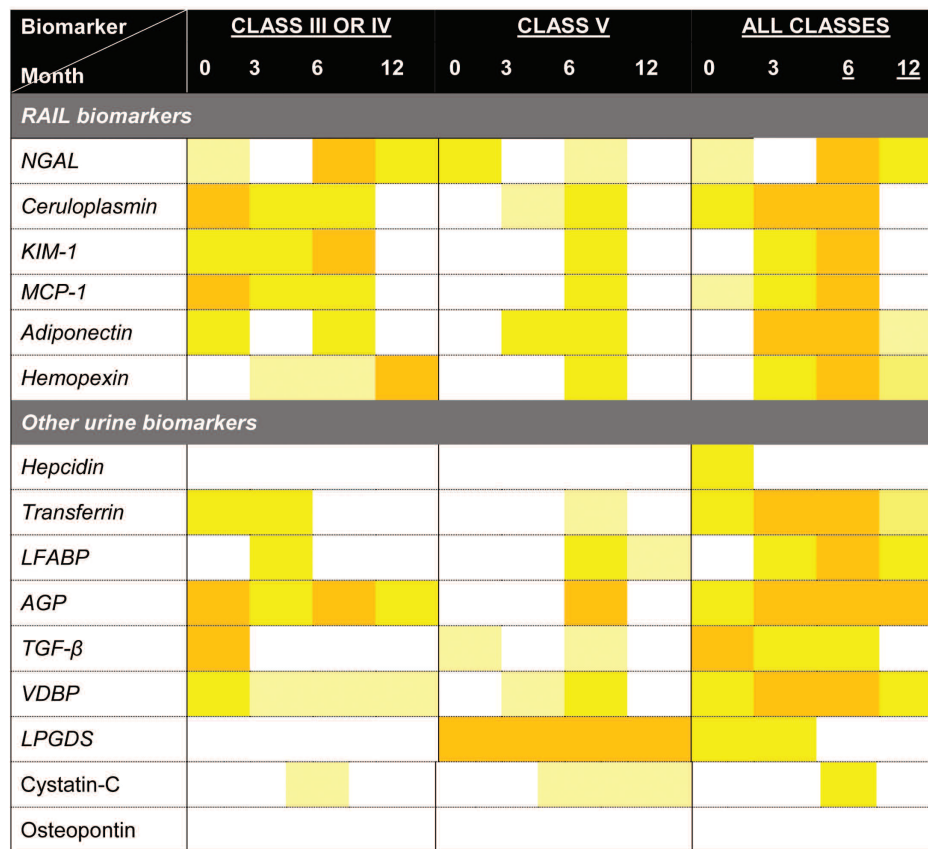 Biomarker CLASS III OR IV CLASS V ALL CLASSES
Month 0 3 6 12 0 3 6 12 0 3 6 12
RAIL biomarkers
NGAL
Ceruloplasmin
KIM-1
MCP-1
Adiponectin
Hemopexin
Other urine biomarkers
Hepcidin
Transferrin
LFABP
AGP
TGF-β
VDBP
LPGDS
Cystatin-C
Osteopontin